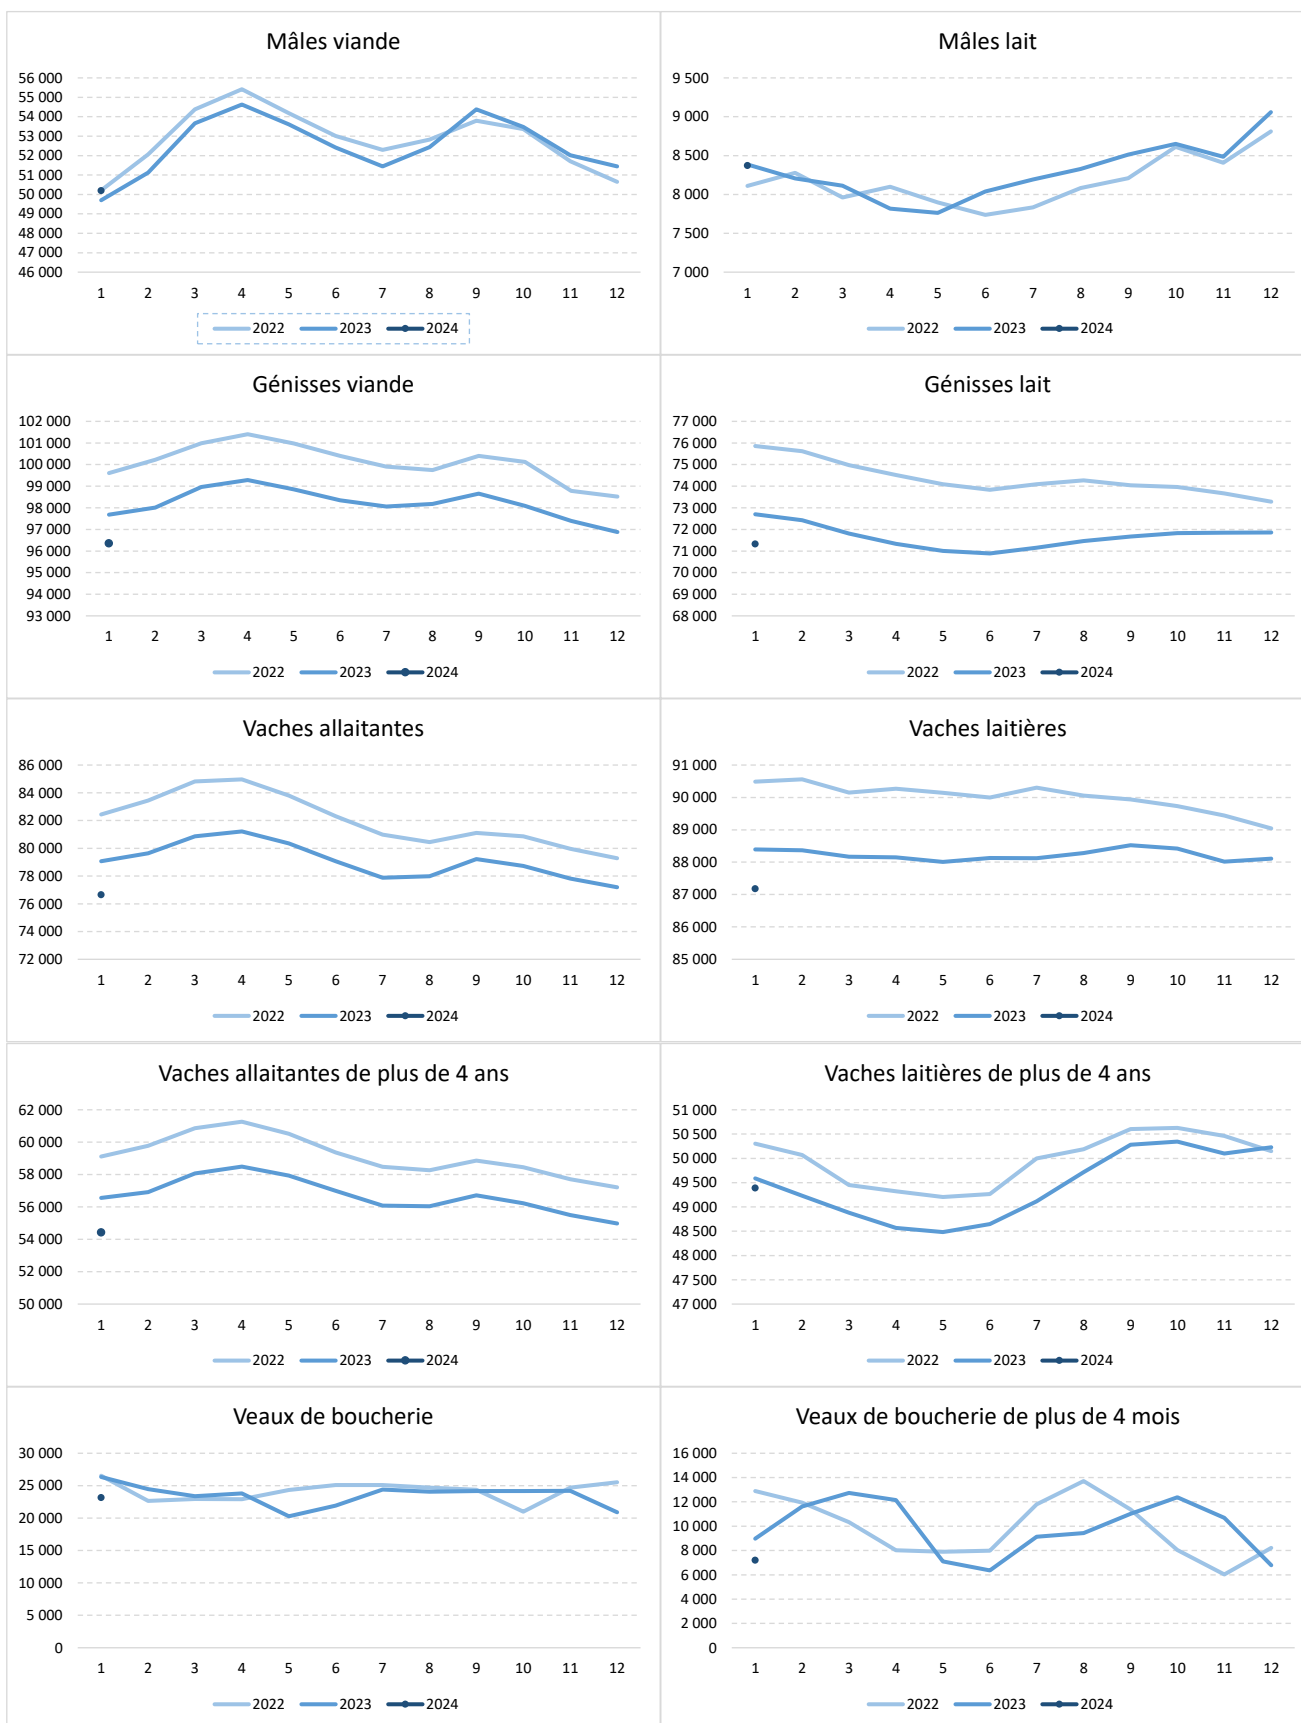 Mâles viande
56 000
55 000
54 000
53 000
52 000
51 000
50 000
49 000
48 000
47 000
46 000
1 2 3 4 5 6 7 8 9 10 11 12
2022 2023 2024
Mâles lait
9 500
9 000
8 500
8 000
7 500
7 000
1 2 3 4 5 6 7 8 9 10 11 12
2022 2023 2024
Génisses viande
102 000
101 000
100 000
99 000
98 000
97 000
96 000
95 000
94 000
93 000
1 2 3 4 5 6 7 8 9 10 11 12
2022 2023 2024
Génisses lait
77 000
76 000
75 000
74 000
73 000
72 000
71 000
70 000
69 000
68 000
1 2 3 4 5 6 7 8 9 10 11 12
2022 2023 2024
Vaches allaitantes
86 000
84 000
82 000
80 000
78 000
76 000
74 000
72 000
1 2 3 4 5 6 7 8 9 10 11 12
2022 2023 2024
Vaches laitières
91 000
90 000
89 000
88 000
87 000
86 000
85 000
1 2 3 4 5 6 7 8 9 10 11 12
2022 2023 2024
Vaches allaitantes de plus de 4 ans
62 000
60 000
58 000
56 000
54 000
52 000
50 000
1 2 3 4 5 6 7 8 9 10 11 12
2022 2023 2024
Vaches laitières de plus de 4 ans
51 000
50 500
50 000
49 500
49 000
48 500
48 000
47 500
47 000
1 2 3 4 5 6 7 8 9 10 11 12
2022 2023 2024
Veaux de boucherie
30 000
25 000
20 000
15 000
10 000
5 000
0
1 2 3 4 5 6 7 8 9 10 11 12
2022 2023 2024
Veaux de boucherie de plus de 4 mois
16 000
14 000
12 000
10 000
8 000
6 000
4 000
2 000
0
1 2 3 4 5 6 7 8 9 10 11 12
2022 2023 2024